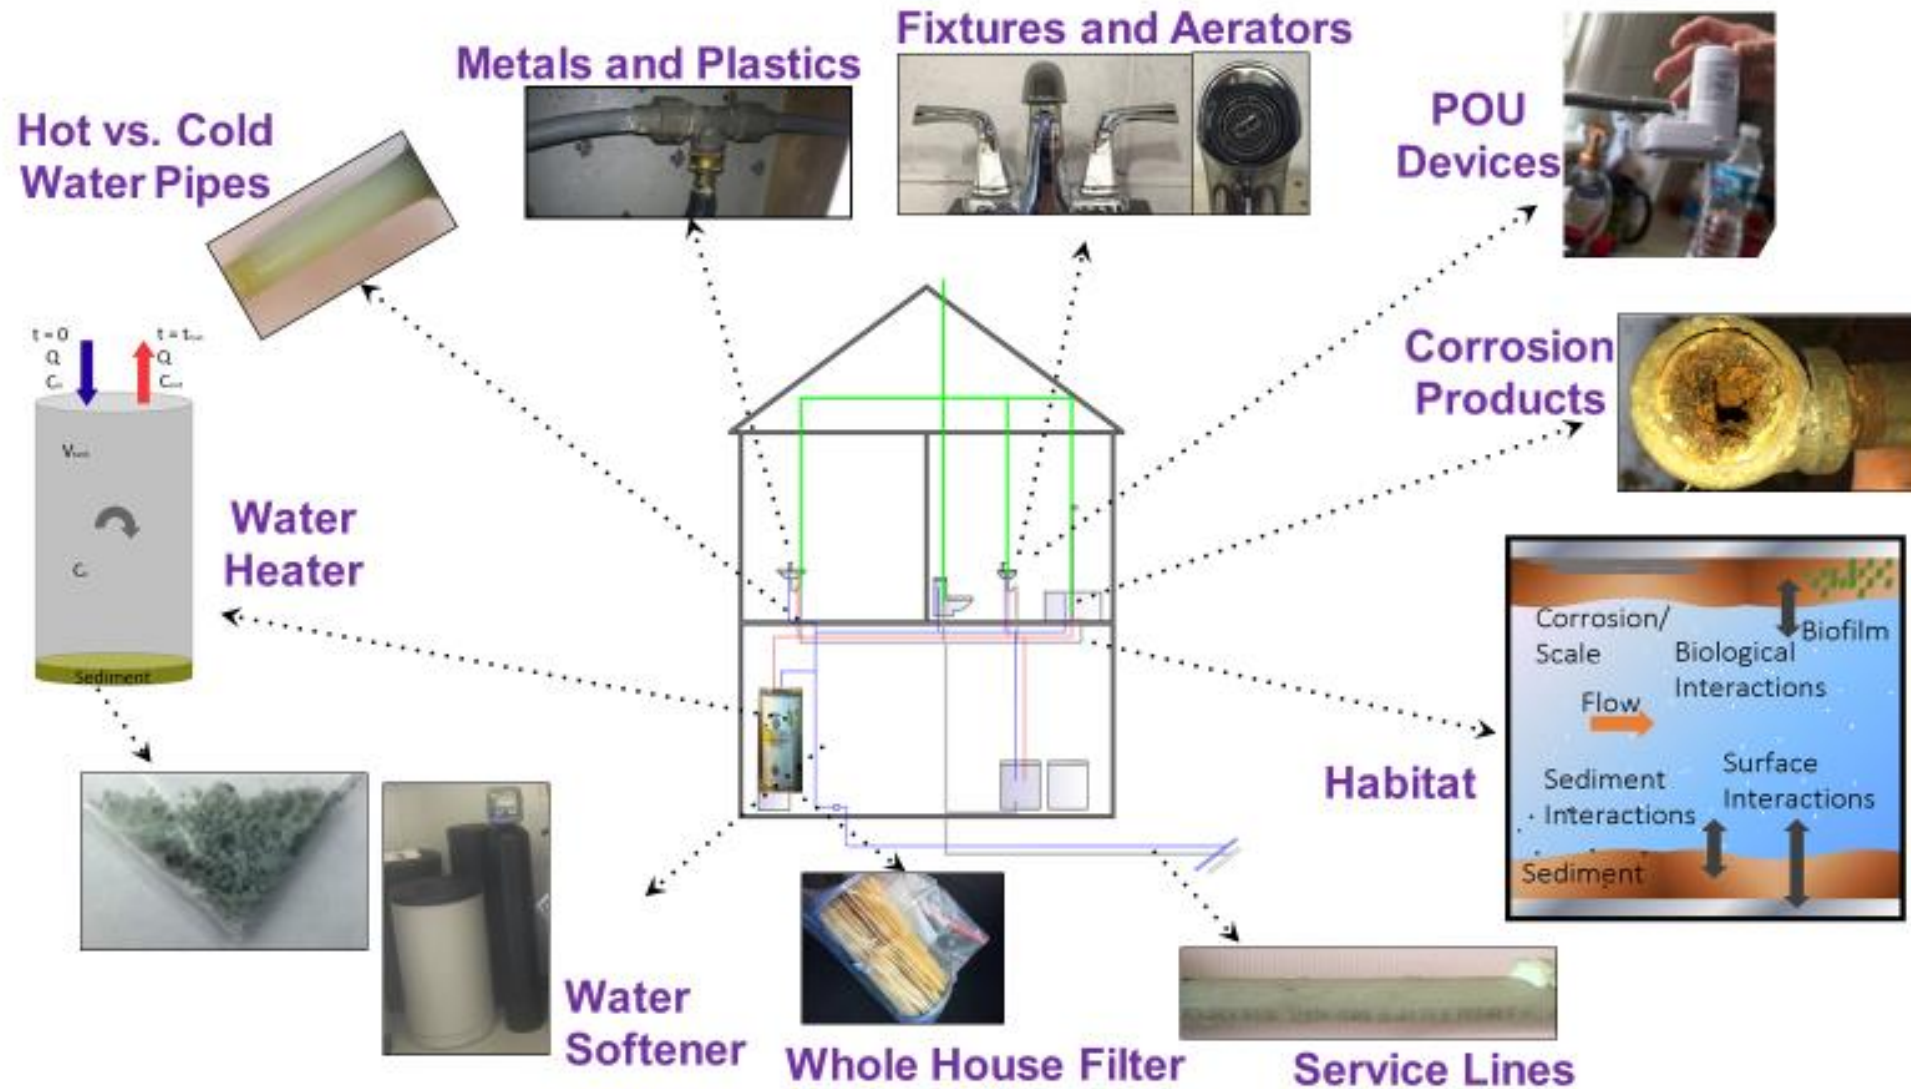 Fixtures and Aerators
Metals and Plastics
POU
Devices
Hot vs. Cold
Water Pipes
t = 0
Q
t =
Q
Corrosion
Products
Water
Heater
Sediment
Corrosion/
Scale
Biofilm
Biological
Interactions
Flow
Habitat
Sediment
Interactions
Surface
Interactions
Sediment
Water
Softener
Whole House Filter
Service Lines